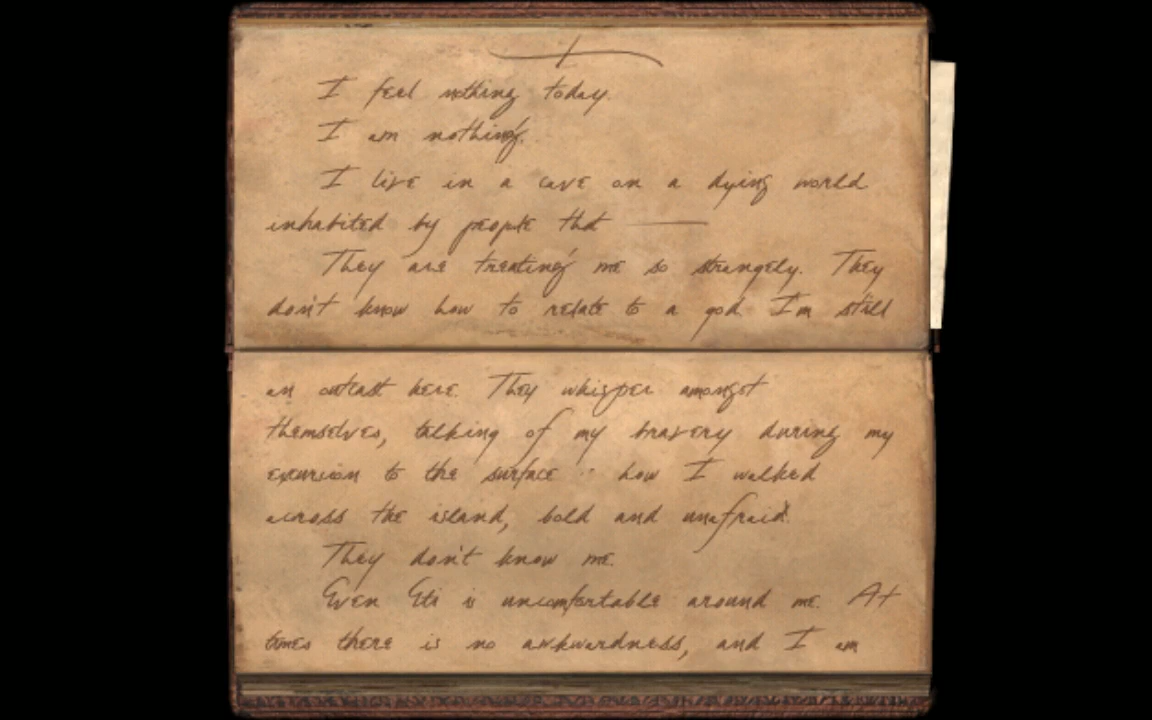 I feel nothing today.
I am nothing.
I live in a cave on a dying world
inhabited by people that ——
They are treating me so strangely. They
don't know how to relate to a god. I'm still
an outcast here. They whisper amongst
themselves, talking of my bravery during my
excursion to the surface -- how I walked
across the island, bold and unafraid.
They don't know me.
Even Eti is uncomfortable around me. At
times there is no awkwardness, and I am